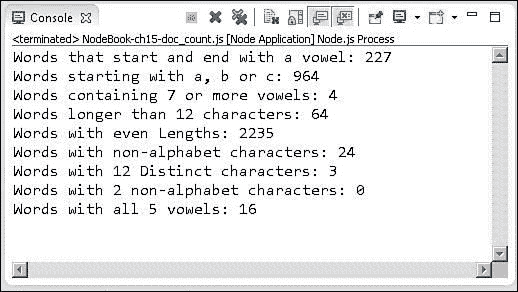 Console
<terminated> NodeBook-ch15-doc_count.js [Node Application] Node.js Process
Words that start and end with a vowel: 227
Words starting with a, b or c: 964
Words containing 7 or more vowels: 4
Words longer than 12 characters: 64
Words with even Lengths: 2235
Words with non-alphabet characters: 24
Words with 12 Distinct characters: 3
Words with 2 non-alphabet characters: 0
Words with all 5 vowels: 16